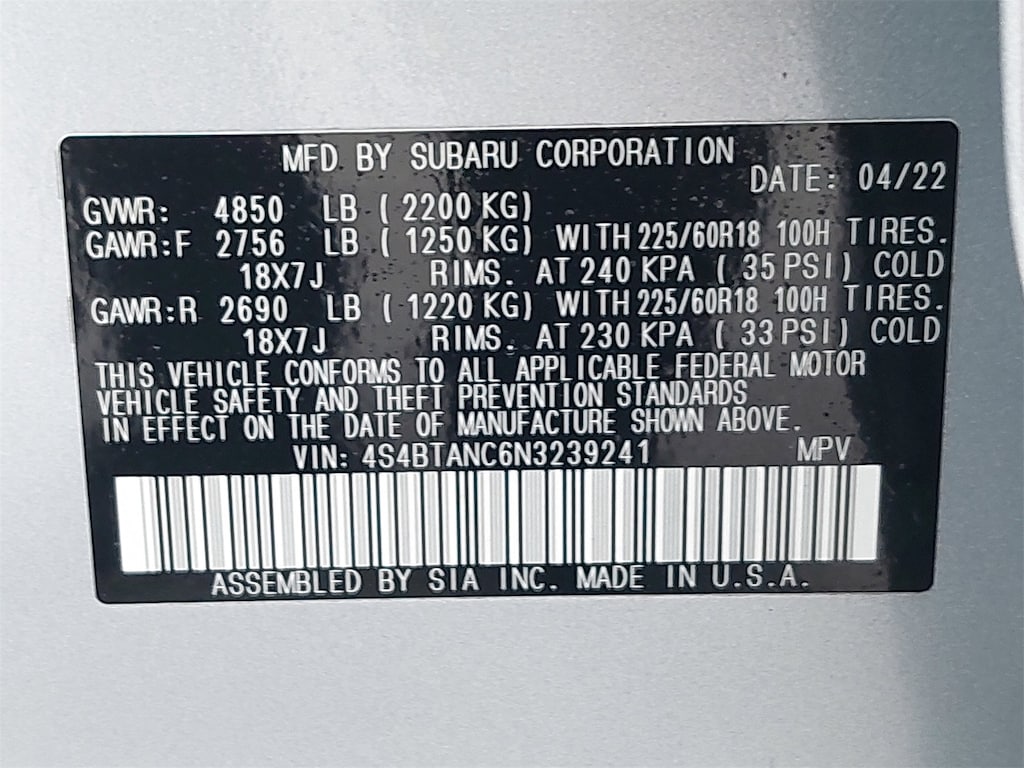 MFD BY SUBARU CORPORATION
DATE: 04/22
GVWR: 4850 LB ( 2200 KG)
GAWR:F 2756 LB ( 1250 KG) WITH 225/60R18 100H TIRES.
18X7J RIMS. AT 240 KPA ( 35 PSI) COLD
GAWR:R 2690 LB ( 1220 KG) WITH 225/60R18 100H TIRES.
18X7J RIMS. AT 230 KPA ( 33 PSI) COLD
THIS VEHICLE CONFORMS TO ALL APPLICABLE FEDERAL MOTOR
VEHICLE SAFETY AND THEFT PREVENTION STANDARDS
IN EFFECT ON THE DATE OF MANUFACTURE SHOWN ABOVE.
VIN: 4S4BTANC6N3239241 MPV
ASSEMBLED BY SIA INC. MADE IN U.S.A.